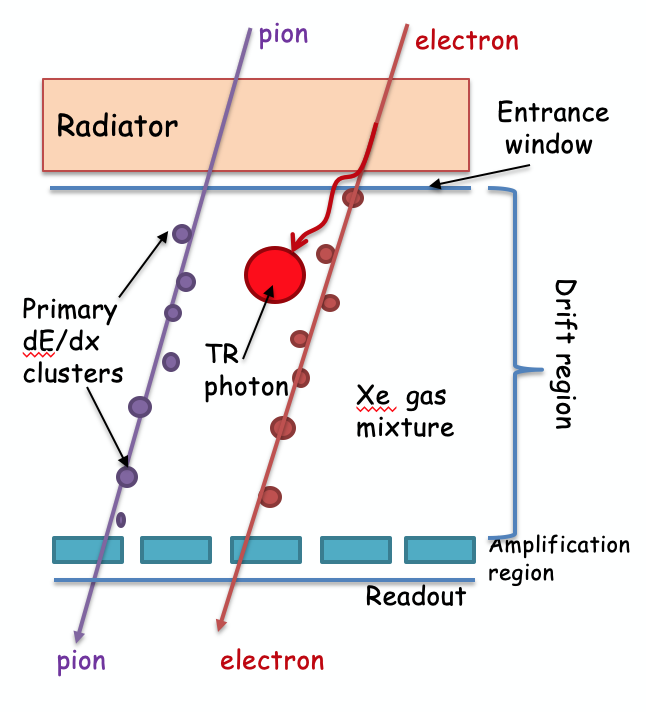 pion
electron
Radiator
Entrance
window
Primary
dE/dx
clusters
TR
photon
Xe gas
mixture
Drift region
Amplification
region
Readout
pion
electron